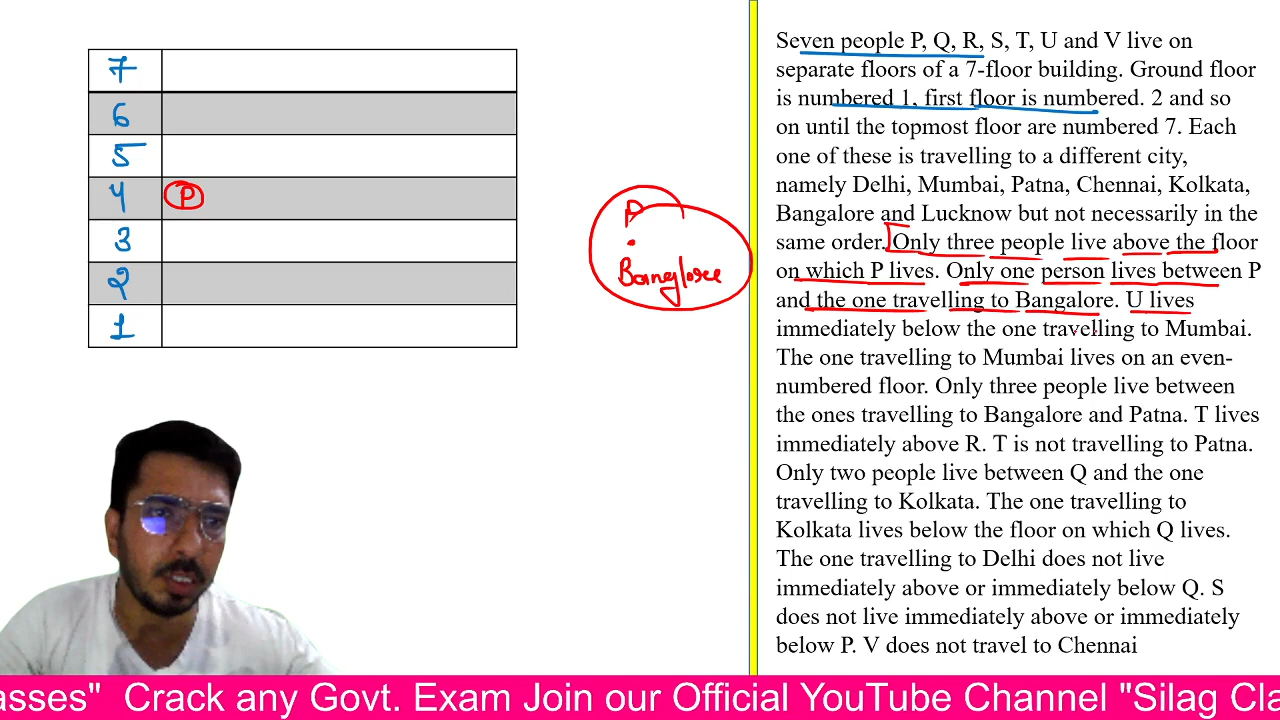 7
6
5
4 P
3
2
1
P
Banglore
Seven people P, Q, R, S, T, U and V live on
separate floors of a 7-floor building. Ground floor
is numbered 1, first floor is numbered. 2 and so
on until the topmost floor are numbered 7. Each
one of these is travelling to a different city,
namely Delhi, Mumbai, Patna, Chennai, Kolkata,
Bangalore and Lucknow but not necessarily in the
same order. Only three people live above the floor
on which P lives. Only one person lives between P
and the one travelling to Bangalore. U lives
immediately below the one travelling to Mumbai.
The one travelling to Mumbai lives on an even-
numbered floor. Only three people live between
the ones travelling to Bangalore and Patna. T lives
immediately above R. T is not travelling to Patna.
Only two people live between Q and the one
travelling to Kolkata. The one travelling to
Kolkata lives below the floor on which Q lives.
The one travelling to Delhi does not live
immediately above or immediately below Q. S
does not live immediately above or immediately
below P. V does not travel to Chennai
asses" Crack any Govt. Exam Join our Official YouTube Channel "Silag Cla